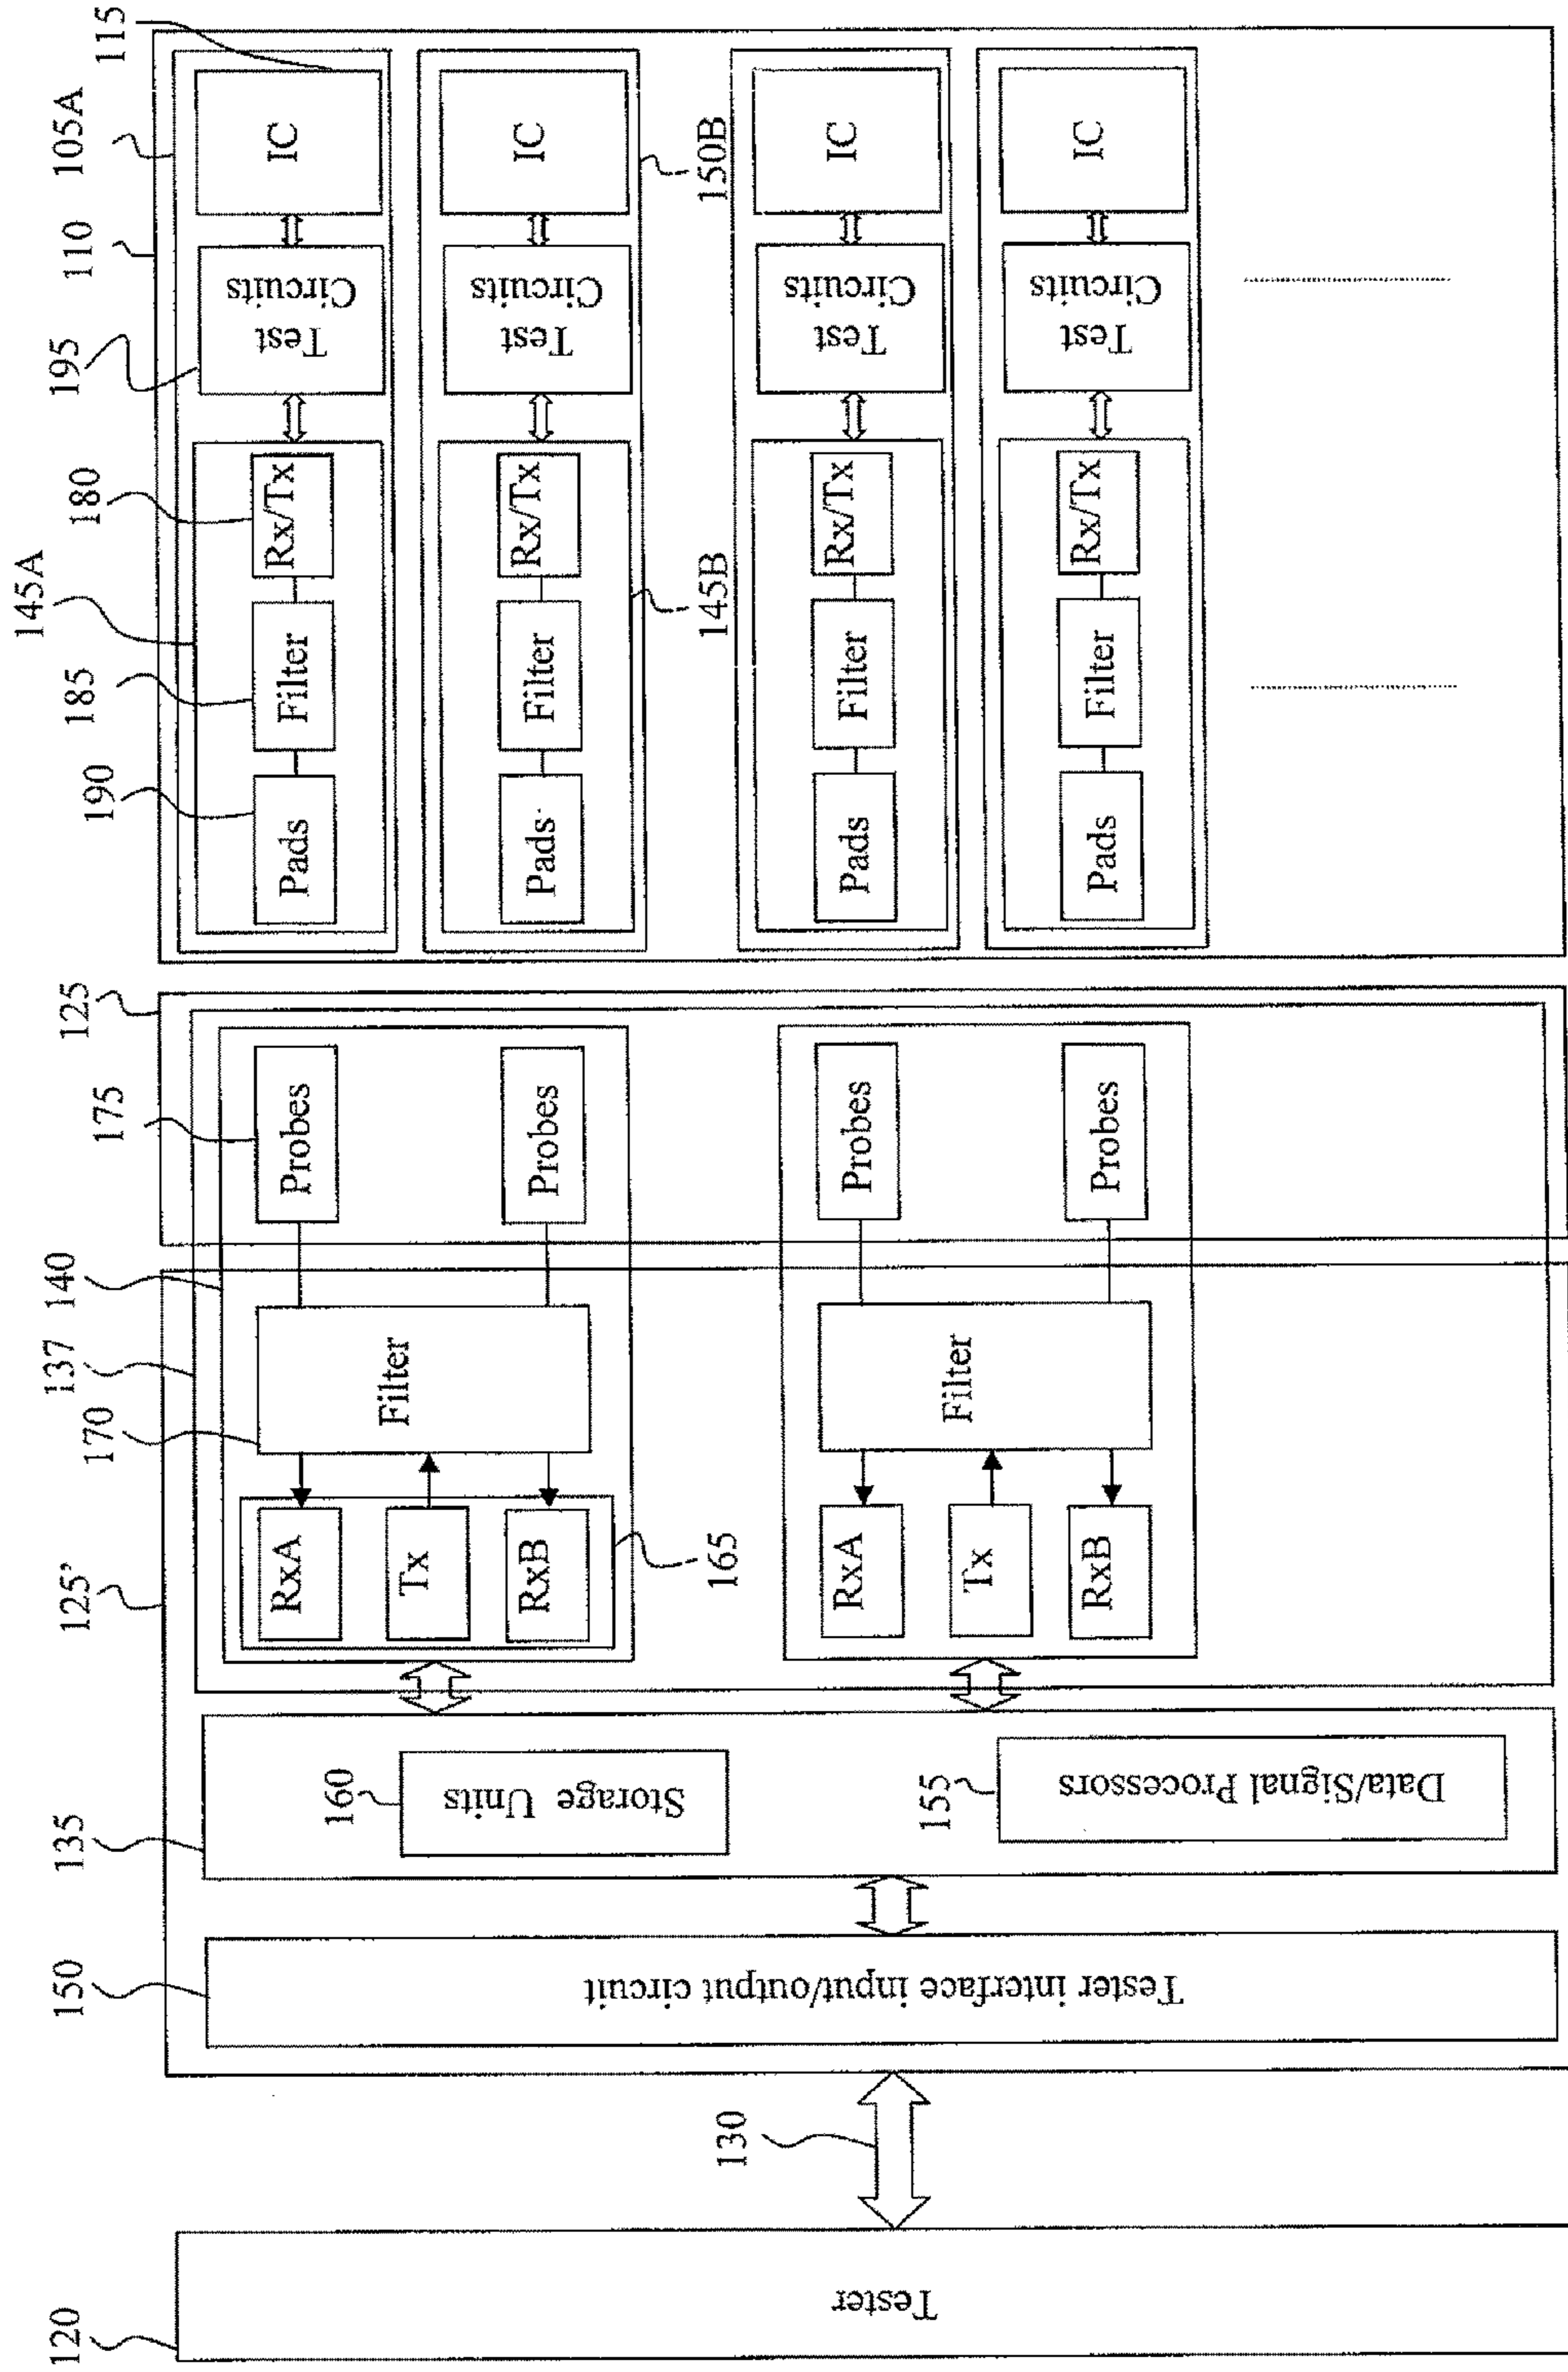 120
Tester
130
150
Tester interface input/output circuit
135
160
Storage Units
155
Data/Signal Processors
125'
137
140
170
165
RxA
Tx
RxB
Filter
RxA
Tx
RxB
Filter
125
175
Probes
Probes
Probes
Probes
145A
190
185
180
195
110
105A
115
Pads
Filter
Rx/Tx
Test
Circuits
IC
Pads
Filter
Rx/Tx
Test
Circuits
IC
145B
150B
Pads
Filter
Rx/Tx
Test
Circuits
IC
Pads
Filter
Rx/Tx
Test
Circuits
IC